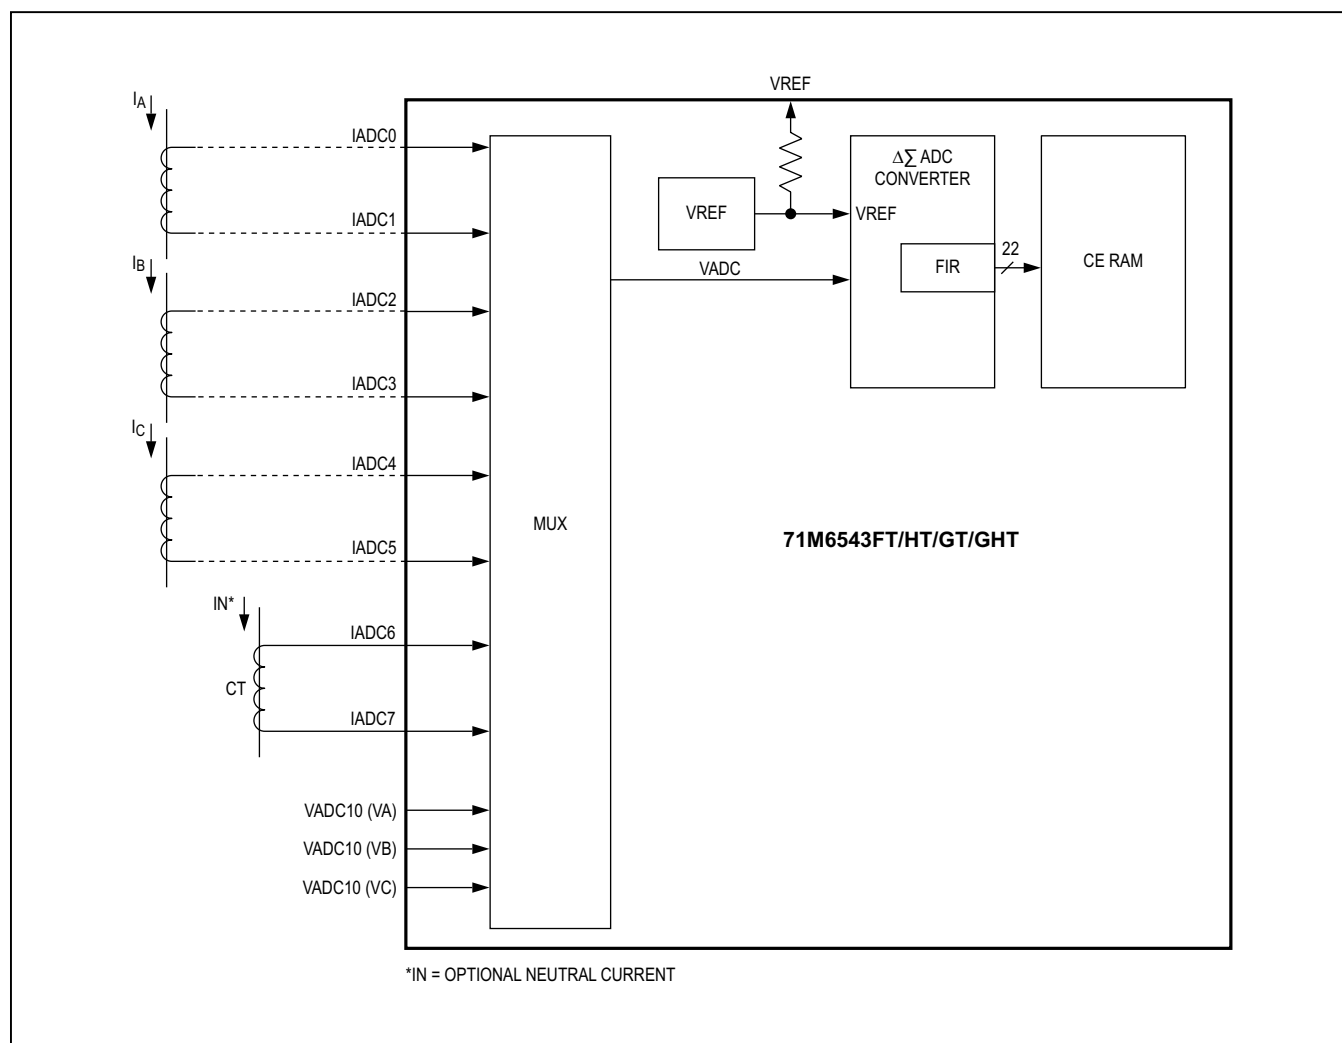 VREF
IA
IADC0
ΔΣ ADC
CONVERTER
VREF
VREF
IADC1
22
FIR
CE RAM
IB
VADC
IADC2
IADC3
IC
IADC4
MUX
71M6543FT/HT/GT/GHT
IADC5
IN*
IADC6
CT
IADC7
VADC10 (VA)
VADC10 (VB)
VADC10 (VC)
*IN = OPTIONAL NEUTRAL CURRENT